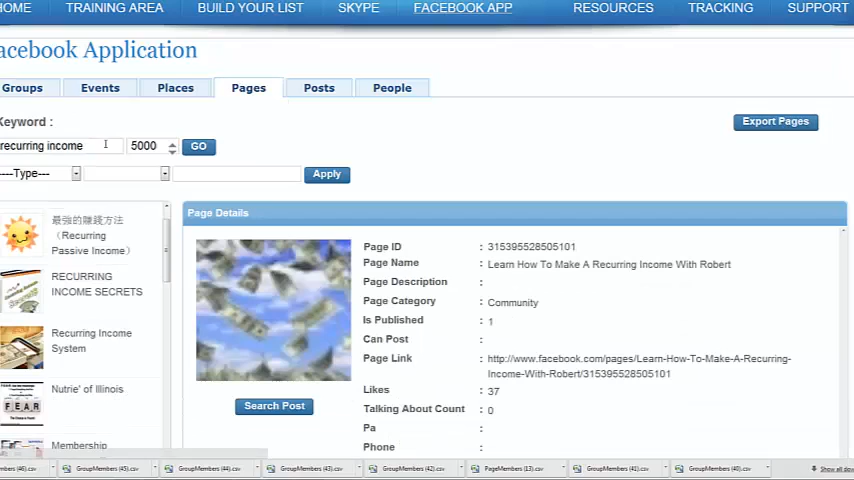 HOME TRAINING AREA BUILD YOUR LIST SKYPE FACEBOOK APP RESOURCES TRACKING SUPPORT
acebook Application
Groups Events Places Pages Posts People
Keyword :
Export Pages
recurring income 5000 GO
----Type--- Apply
最強的賺錢方法
（Recurring
Passive Income）
RECURRING
INCOME SECRETS
Recurring Income
System
Nutrie' of Illinois
FEAR
Membership
Page Details
Page ID : 315395528505101
Page Name : Learn How To Make A Recurring Income With Robert
Page Description :
Page Category : Community
Is Published : 1
Can Post :
Page Link : http://www.facebook.com/pages/Learn-How-To-Make-A-Recurring-
Income-With-Robert/315395528505101
Likes : 37
Talking About Count : 0
Pa :
Phone :
Search Post
mbers (46).csv GroupMembers (45).csv GroupMembers (44).csv GroupMembers (43).csv GroupMembers (42).csv PageMembers (13).csv GroupMembers (41).csv GroupMembers (40).csv Show all dow